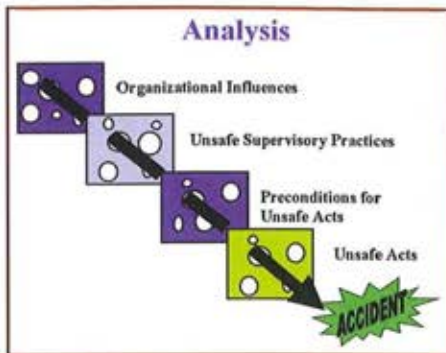 Analysis
Organizational Influences
Unsafe Supervisory Practices
Preconditions for
Unsafe Acts
Unsafe Acts
ACCIDENT